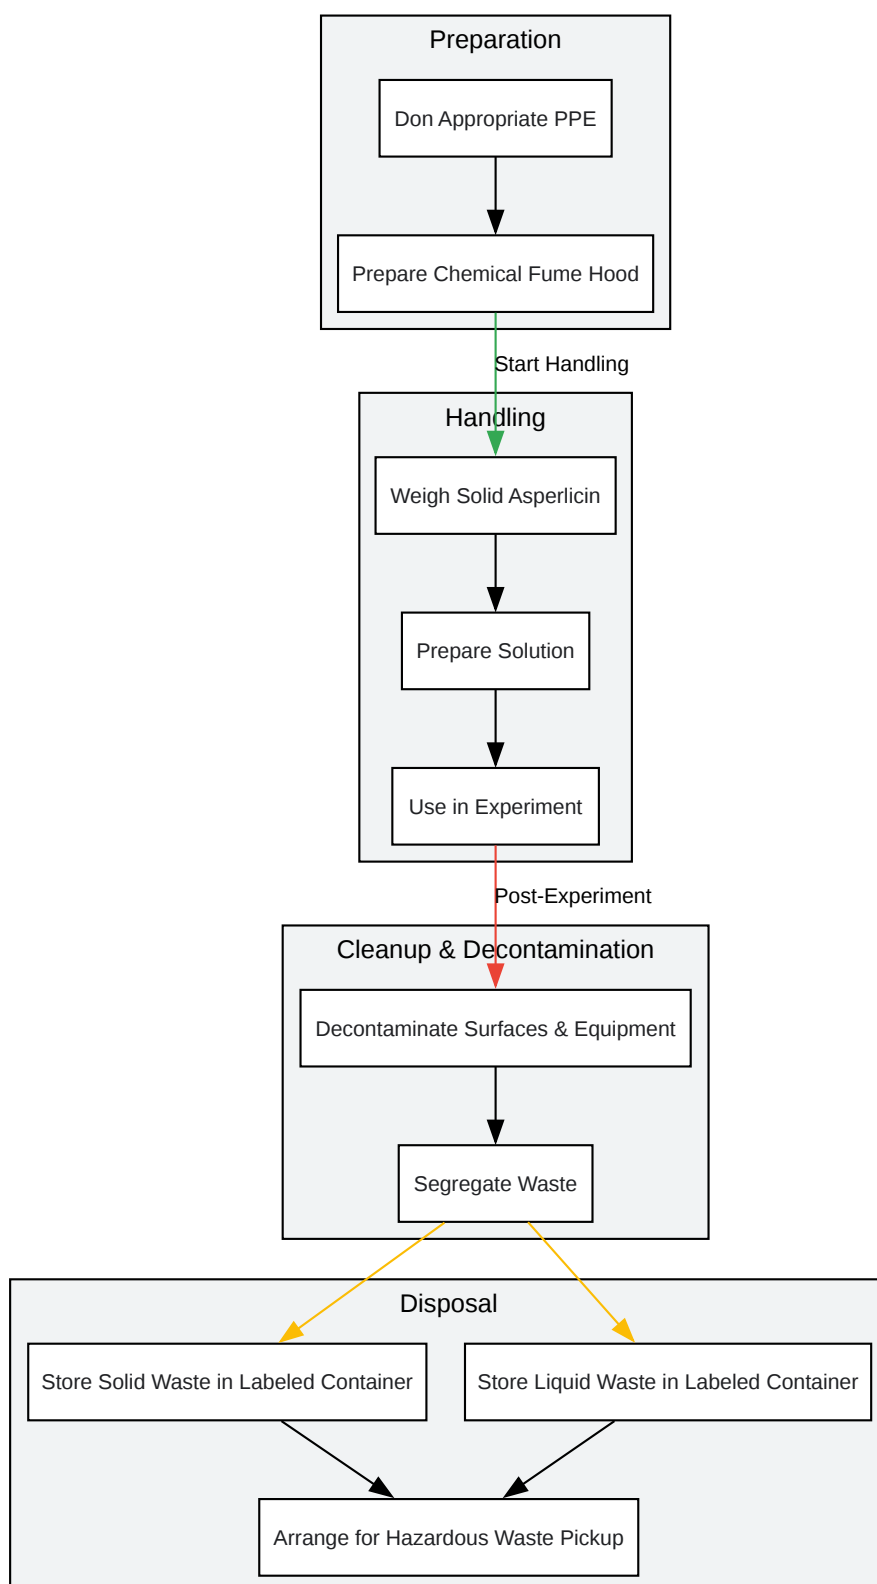 Preparation
Don Appropriate PPE
Prepare Chemical Fume Hood
Start Handling
Handling
Weigh Solid Asperlicin
Prepare Solution
Use in Experiment
Post-Experiment
Cleanup & Decontamination
Decontaminate Surfaces & Equipment
Segregate Waste
Disposal
Store Solid Waste in Labeled Container
Store Liquid Waste in Labeled Container
Arrange for Hazardous Waste Pickup